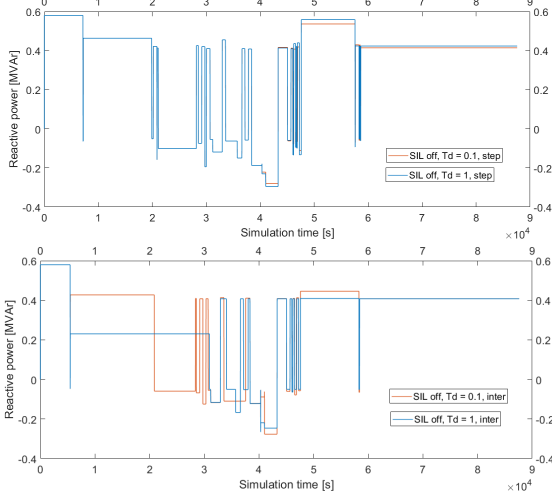 0 1 2 3 4 5 6 7 8 9
0.6 0.6
0.4 0.4
0.2 0.2
0 0
-0.2 -0.2
-0.4 -0.4
Reactive power [MVAr]
SIL off, Td = 0.1, step
SIL off, Td = 1, step
0 1 2 3 4 5 6 7 8 9
Simulation time [s]
×10⁴
0 1 2 3 4 5 6 7 8 9
0.6 0.6
0.4 0.4
0.2 0.2
0 0
-0.2 -0.2
-0.4 -0.4
Reactive power [MVAr]
SIL off, Td = 0.1, inter
SIL off, Td = 1, inter
0 1 2 3 4 5 6 7 8 9
Simulation time [s]
×10⁴